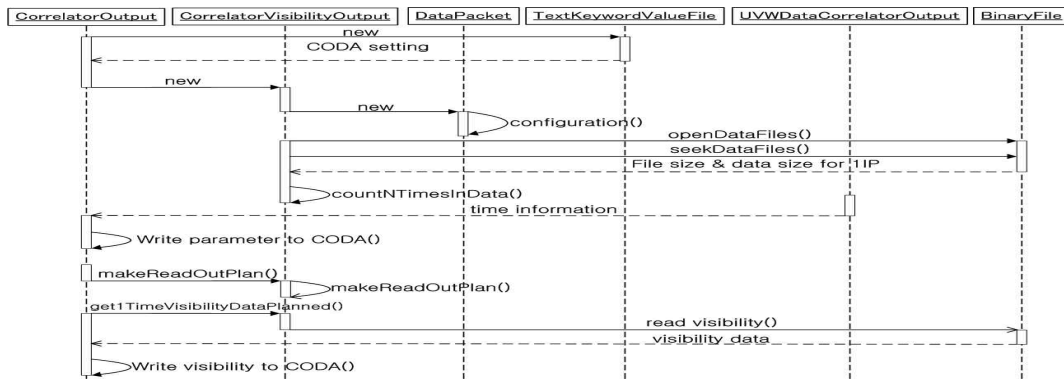 CorrelatorOutput CorrelatorVisibilityOutput DataPacket TextKeywordValueFile UVWDataCorrelatorOutput BinaryFile
new
CODA setting
new
new
configuration()
openDataFiles()
seekDataFiles()
File size & data size for 1IP
countNTimesInData()
time information
Write parameter to CODA()
makeReadOutPlan()
makeReadOutPlan()
get1TimeVisibilityDataPlanned()
read visibility()
visibility data
Write visibility to CODA()